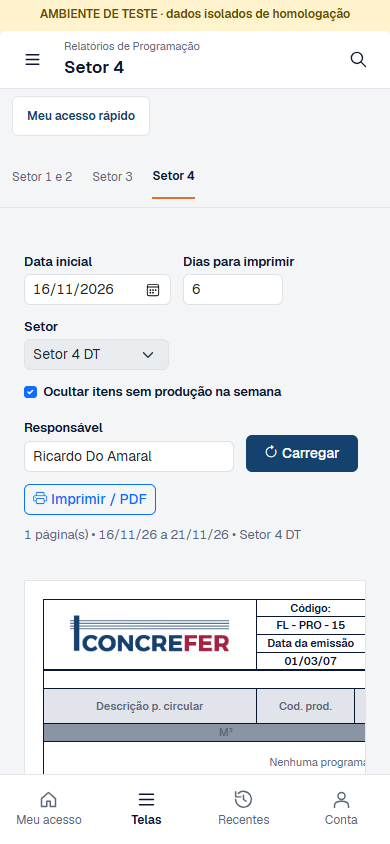 AMBIENTE DE TESTE · dados isolados de homologação
Relatórios de Programação
Setor 4
Meu acesso rápido
Setor 1 e 2
Setor 3
Setor 4
Data inicial
Dias para imprimir
16/11/2026
6
Setor
Setor 4 DT
Ocultar itens sem produção na semana
Responsável
Ricardo Do Amaral
Carregar
Imprimir / PDF
1 página(s) • 16/11/26 a 21/11/26 • Setor 4 DT
CONCREFER
Código:
FL - PRO - 15
Data da emissão
01/03/07
Descrição p. circular
Cod. prod.
M³
Nenhuma programa
Meu acesso
Telas
Recentes
Conta